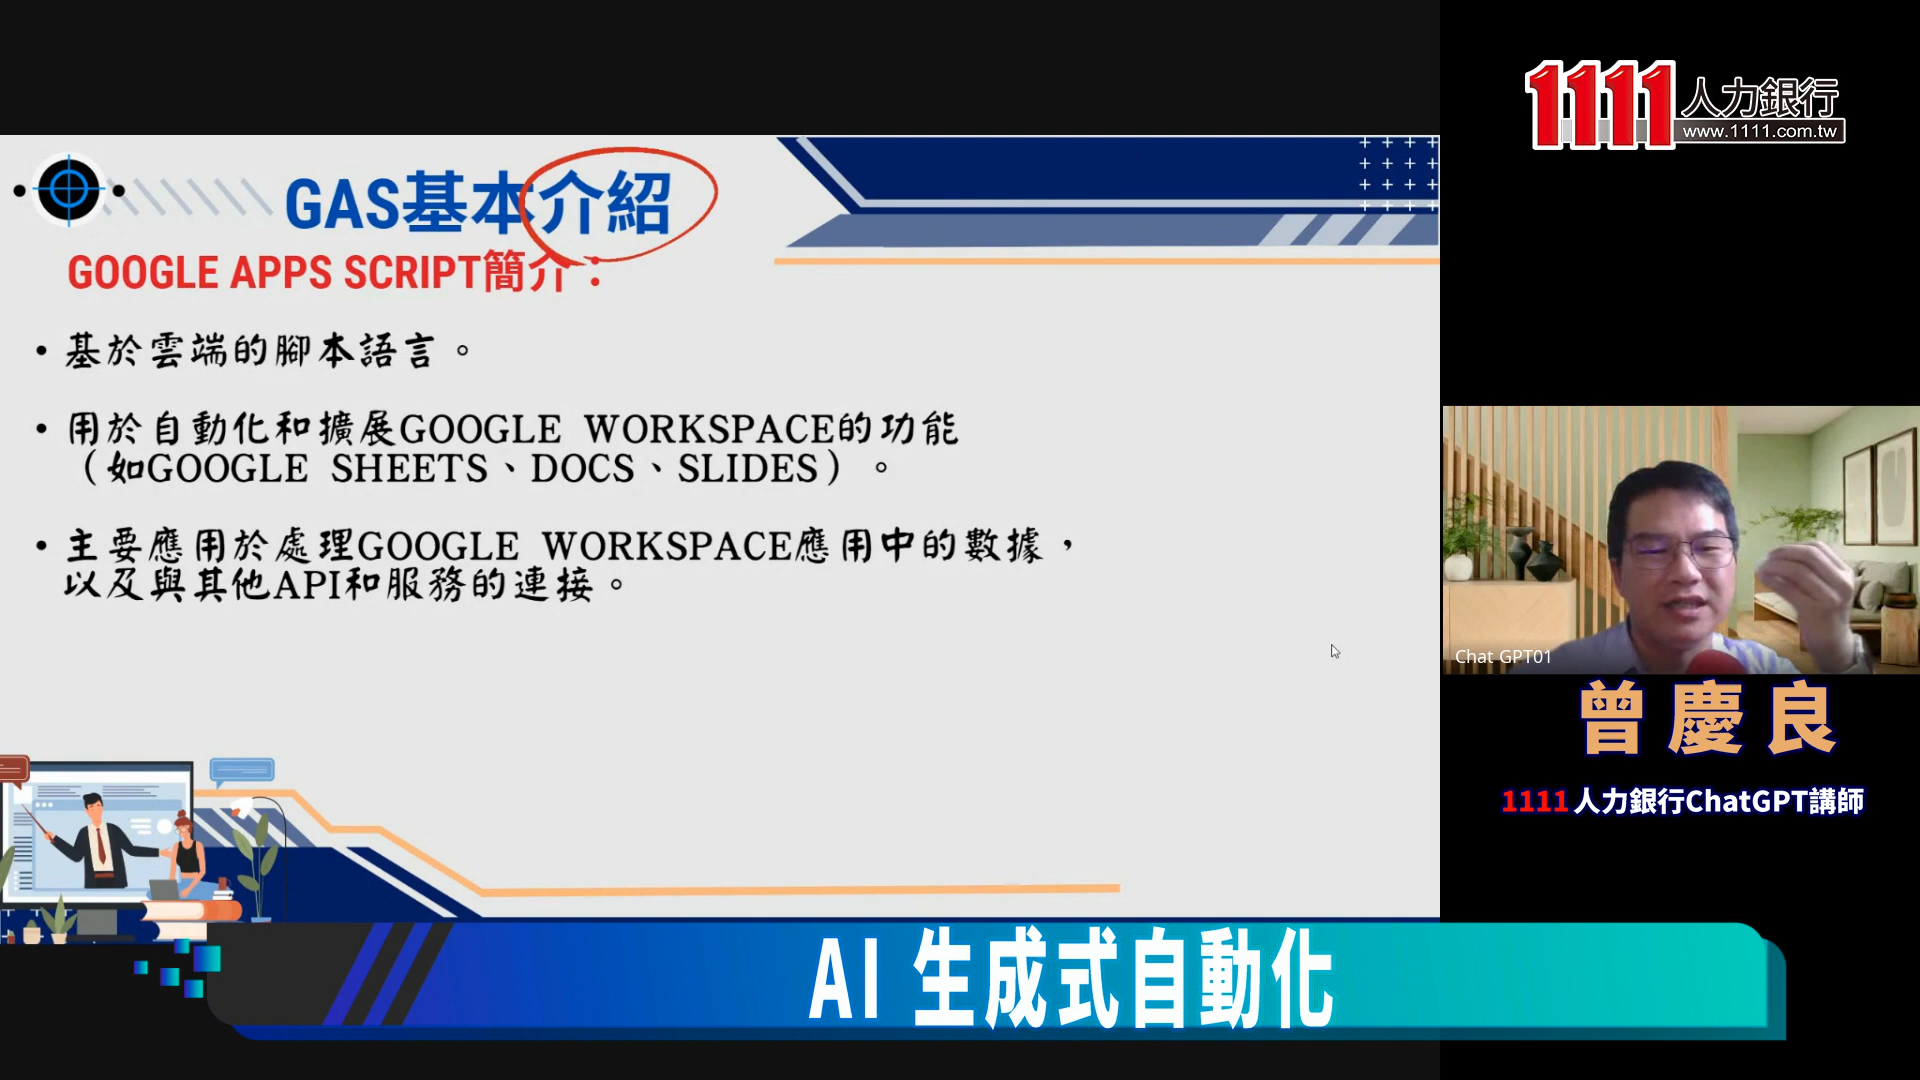 GAS基本介紹
GOOGLE APPS SCRIPT簡介：
• 基於雲端的腳本語言。
• 用於自動化和擴展GOOGLE WORKSPACE的功能
（如GOOGLE SHEETS、DOCS、SLIDES）。
• 主要應用於處理GOOGLE WORKSPACE應用中的數據，
以及與其他API和服務的連接。
1111人力銀行
www.1111.com.tw
Chat GPT01
曾慶良
1111人力銀行ChatGPT講師
AI 生成式自動化